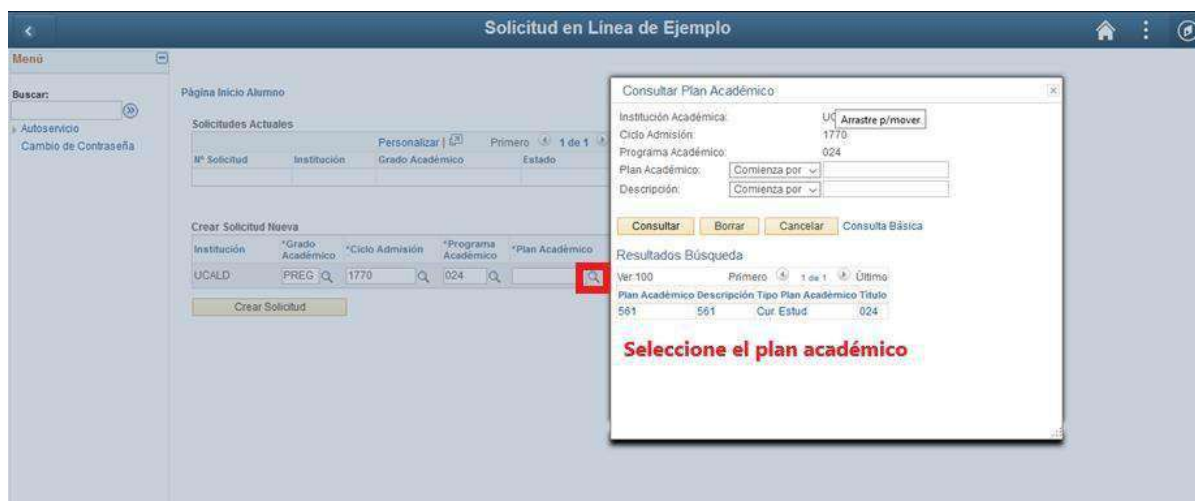 Solicitud en Línea de Ejemplo
Menú
Buscar:
Autoservicio
Cambio de Contraseña
Página Inicio Alumno
Solicitudes Actuales
Personalizar | Primero 1 de 1
Nº Solicitud Institución Grado Académico Estado
Crear Solicitud Nueva
Institución *Grado Académico *Ciclo Admisión *Programa Académico *Plan Académico
UCALD PREG 1770 024
Crear Solicitud
Consultar Plan Académico
Institución Académica: UC
Arrastre p/mover
Ciclo Admisión: 1770
Programa Académico: 024
Plan Académico: Comienza por
Descripción: Comienza por
Consultar Borrar Cancelar Consulta Básica
Resultados Búsqueda
Ver 100 Primero 1 de 1 Último
Plan Académico Descripción Tipo Plan Académico Título
561 561 Cur. Estud 024
Seleccione el plan académico